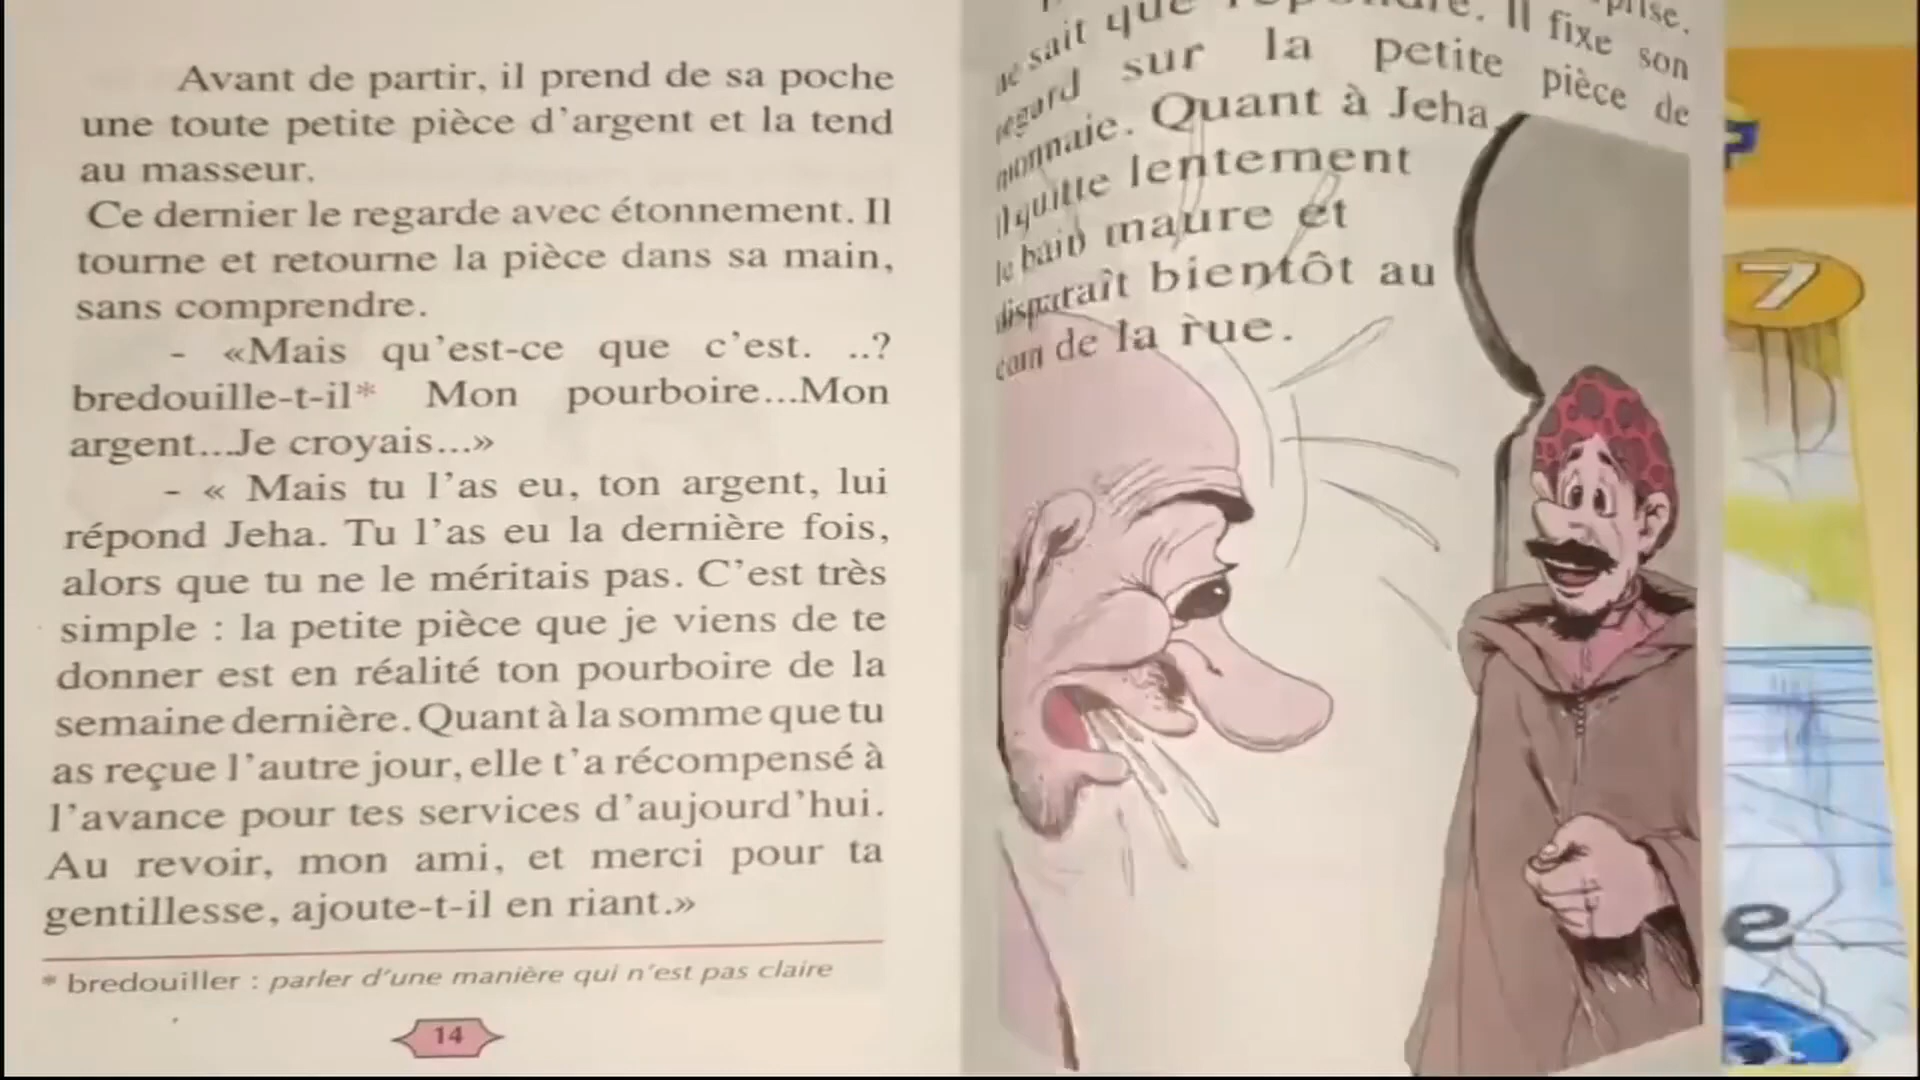 Avant de partir, il prend de sa poche
une toute petite pièce d'argent et la tend
au masseur.
Ce dernier le regarde avec étonnement. Il
tourne et retourne la pièce dans sa main,
sans comprendre.
- «Mais qu'est-ce que c'est. ..?
bredouille-t-il* Mon pourboire...Mon
argent...Je croyais...»
- « Mais tu l'as eu, ton argent, lui
répond Jeha. Tu l'as eu la dernière fois,
alors que tu ne le méritais pas. C'est très
simple : la petite pièce que je viens de te
donner est en réalité ton pourboire de la
semaine dernière. Quant à la somme que tu
as reçue l'autre jour, elle t'a récompensé à
l'avance pour tes services d'aujourd'hui.
Au revoir, mon ami, et merci pour ta
gentillesse, ajoute-t-il en riant.»
* bredouiller : parler d'une manière qui n'est pas claire
14
sait que répondre. Il fixe son
regard sur la petite pièce de
monnaie. Quant à Jeha,
il quitte lentement
le bain maure et
disparaît bientôt au
coin de la rue.
7
e